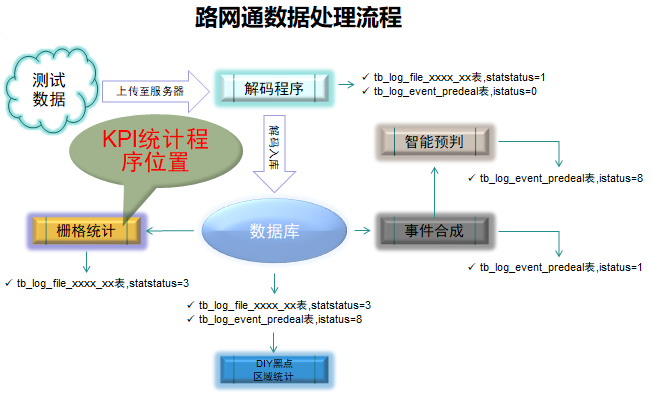 路网通数据处理流程
测试
数据
上传至服务器
解码程序
✓ tb_log_file_xxxx_xx表,statstatus=1
✓ tb_log_event_predeal表,istatus=0
KPI统计程
序位置
解码入库
智能预判
✓ tb_log_event_predeal表,istatus=8
栅格统计
数据库
事件合成
✓ tb_log_event_predeal表,istatus=1
✓ tb_log_file_xxxx_xx表,statstatus=3
✓ tb_log_file_xxxx_xx表,statstatus=3
✓ tb_log_event_predeal表,istatus=8
DIY黑点
区域统计